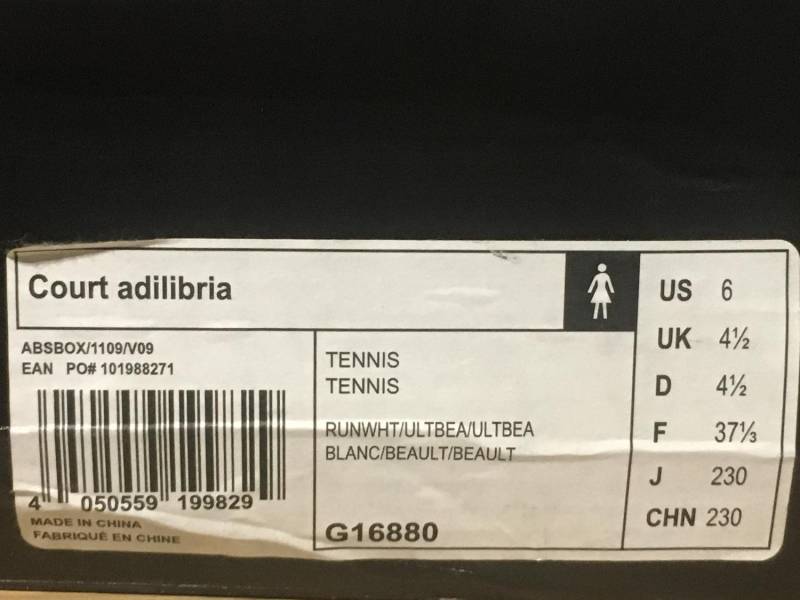 Court adilibria
ABSBOX/1109/V09
EAN PO# 101988271
4 050559 199829
MADE IN CHINA
FABRIQUÉ EN CHINE
TENNIS
TENNIS
RUNWHT/ULTBEA/ULTBEA
BLANC/BEAULT/BEAULT
G16880
US 6
UK 4½
D 4½
F 37⅓
J 230
CHN 230